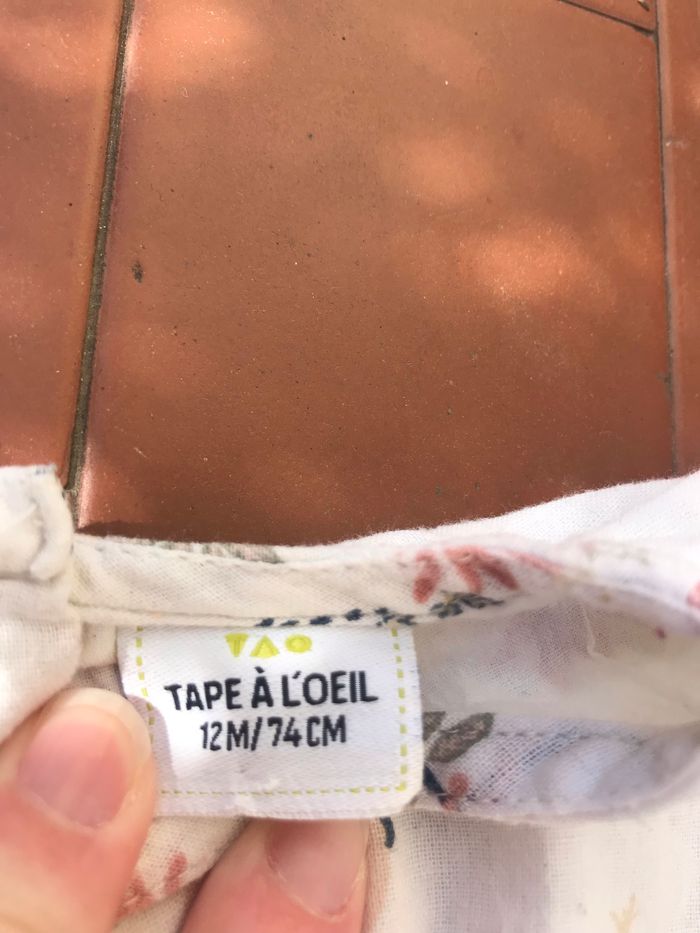 TAO
TAPE À L'OEIL
12M/74CM